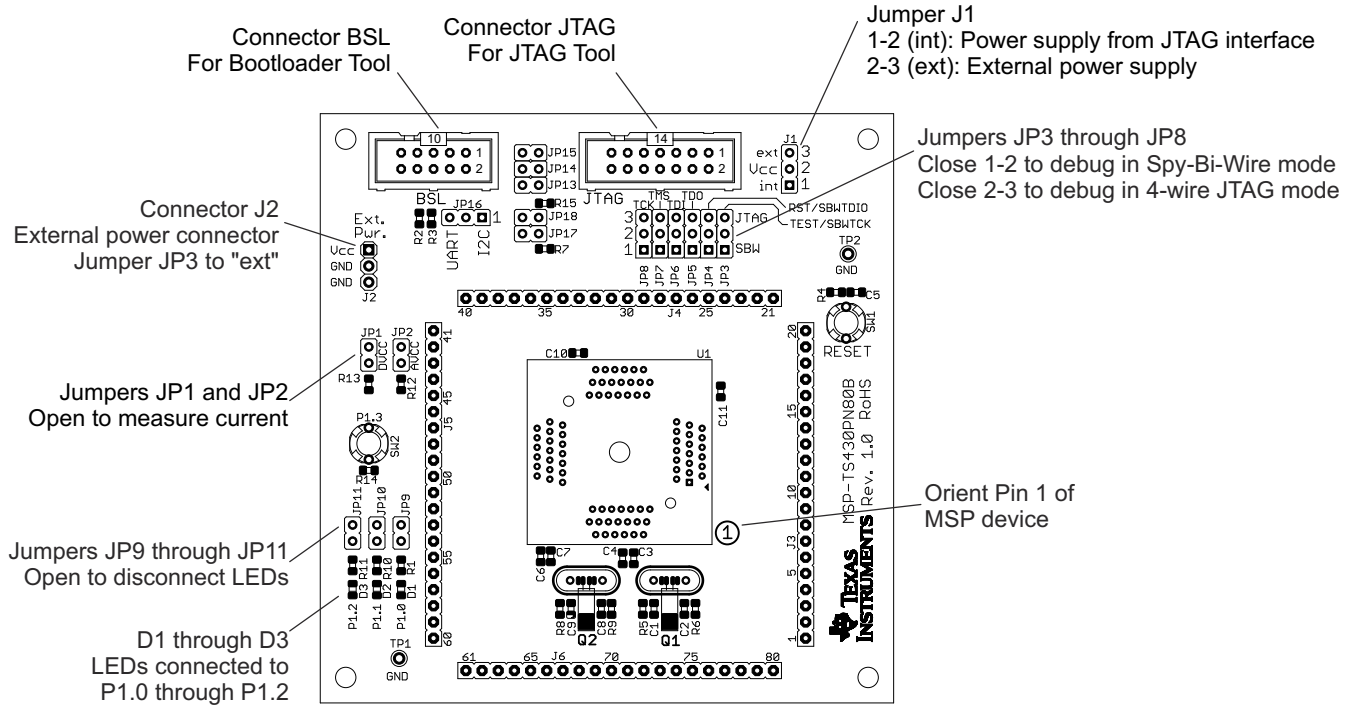 Connector BSL
For Bootloader Tool
Connector JTAG
For JTAG Tool
Jumper J1
1-2 (int): Power supply from JTAG interface
2-3 (ext): External power supply
Jumpers JP3 through JP8
Close 1-2 to debug in Spy-Bi-Wire mode
Close 2-3 to debug in 4-wire JTAG mode
Connector J2
External power connector
Jumper JP3 to "ext"
Jumpers JP1 and JP2
Open to measure current
Orient Pin 1 of
MSP device
Jumpers JP9 through JP11
Open to disconnect LEDs
D1 through D3
LEDs connected to
P1.0 through P1.2
10
1
2
BSL
JP16
1
UART
I2C
R2
R3
JP15
JP14
JP13
R15
JP18
JP17
R7
14
1
2
JTAG
TMS TDO
TCK TDI
3
2
1
JTAG
SBW
RST/SBWTDIO
TEST/SBWTCK
JP8
JP7
JP6
JP5
JP4
JP3
J1
ext 3
Vcc 2
int 1
TP2
GND
R4
C5
SW1
RESET
Ext.
Pwr.
Vcc
GND
GND
J2
40
35
30
J4
25
21
JP1
JP2
DVCC
AVCC
R13
R12
P1.3
SW2
R14
JP11
JP10
JP9
R11
R10
R1
D3
D2
D1
P1.2
P1.1
P1.0
TP1
GND
41
45
J5
50
55
60
C10
U1
C11
1
C7
C6
C4
C3
R8
C9
C8
R9
Q2
R5
C1
C2
R6
Q1
61
65
J6
70
75
80
20
15
10
J3
5
1
MSP-TS430PN80B
Rev. 1.0 RoHS
TEXAS
INSTRUMENTS